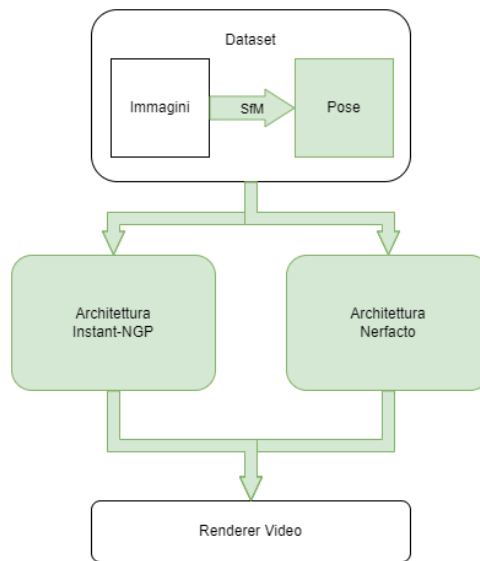 Dataset
Immagini
SfM
Pose
Architettura
Instant-NGP
Architettura
Nerfacto
Renderer Video